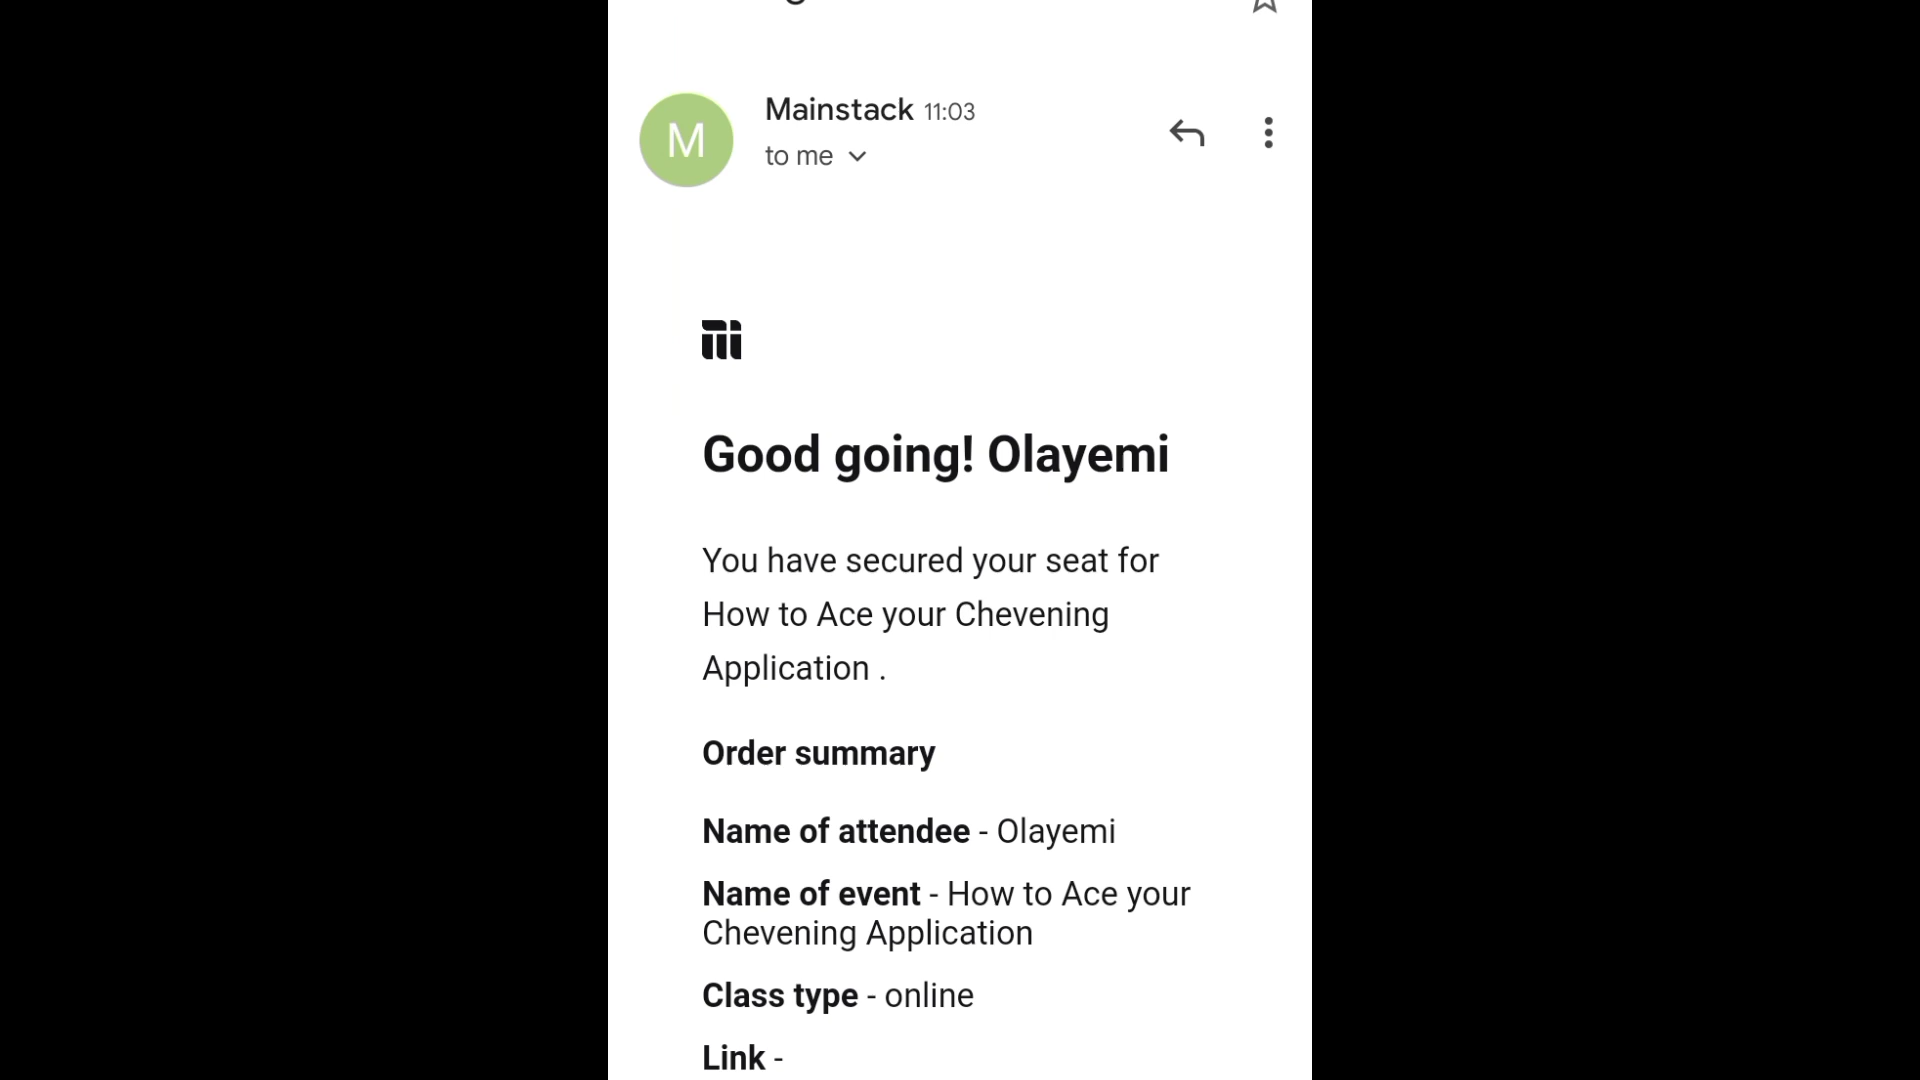 Mainstack 11:03
to me
M
Good going! Olayemi
You have secured your seat for
How to Ace your Chevening
Application .
Order summary
Name of attendee - Olayemi
Name of event - How to Ace your
Chevening Application
Class type - online
Link -